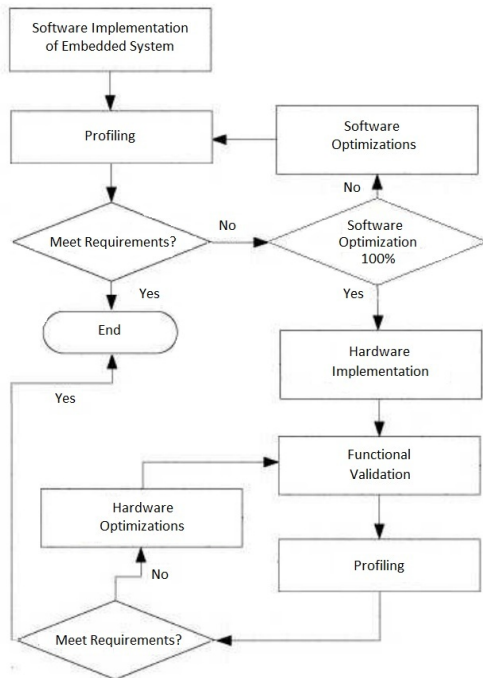 Software Implementation
of Embedded System
Profiling
Software
Optimizations
No
Meet Requirements?
No
Software
Optimization
100%
Yes
Yes
End
Hardware
Implementation
Yes
Functional
Validation
Hardware
Optimizations
Profiling
No
Meet Requirements?